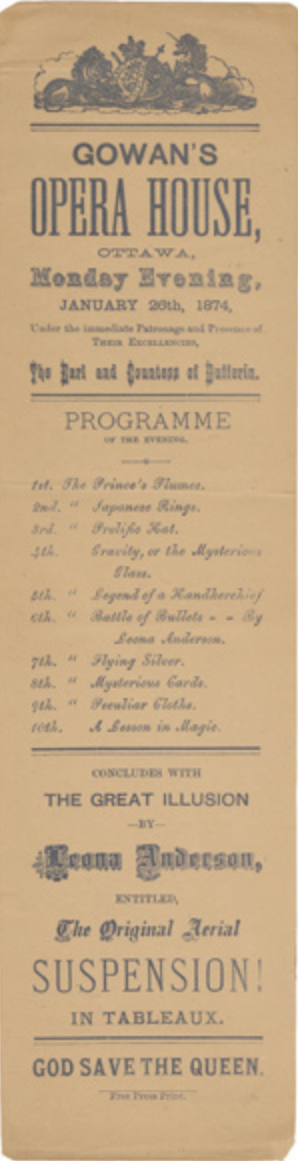 GOWAN'S
OPERA HOUSE,
OTTAWA,
Monday Evening,
JANUARY 26th, 1874,
Under the immediate Patronage and Presence of
THEIR EXCELLENCIES,
The Earl and Countess of Dufferin.
PROGRAMME
OF THE EVENING.
1st. The Prince's Plumes.
2nd. " Japanese Rings.
3rd. " Prolific Hat.
4th. Gravity, or the Mysterious
Glass.
5th. " Legend of a Handkerchief
6th. " Battle of Bullets - - By
Leona Anderson.
7th. " Flying Silver.
8th. " Mysterious Cards.
9th. " Peculiar Cloths.
10th. A Lesson in Magic.
CONCLUDES WITH
THE GREAT ILLUSION
—BY—
Leona Anderson,
ENTITLED,
The Original Aerial
SUSPENSION!
IN TABLEAUX.
GOD SAVE THE QUEEN.
Free Press Print.